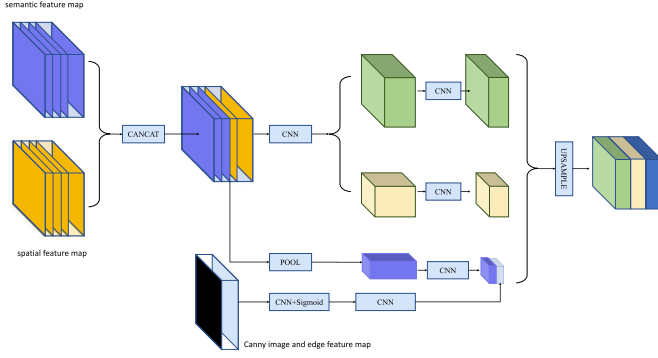 semantic feature map
CANCAT
CNN
CNN
CNN
UPSAMPLE
spatial feature map
POOL
CNN
CNN+Sigmoid
CNN
Canny image and edge feature map